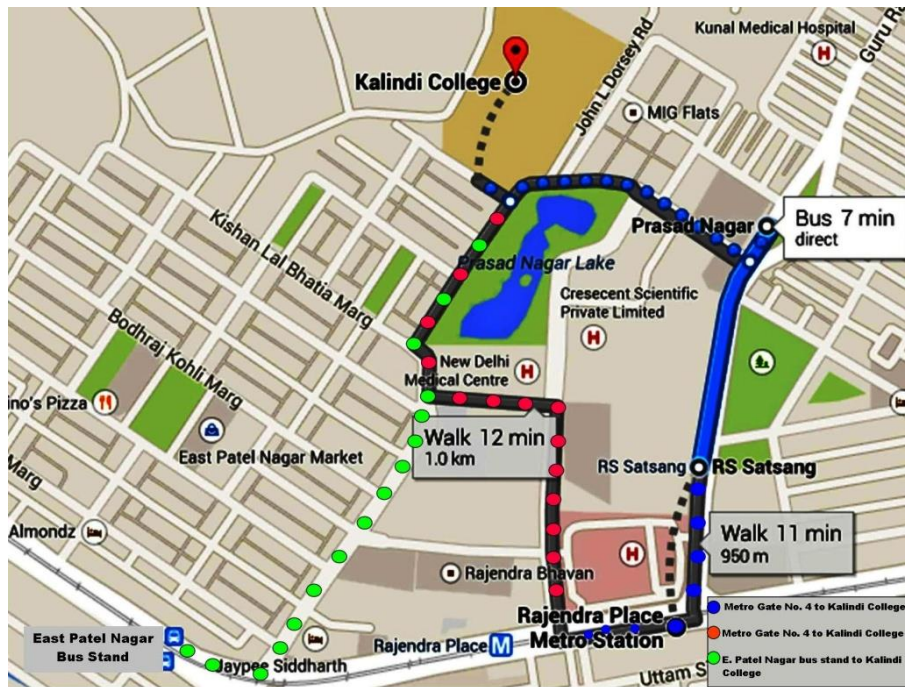 Kunal Medical Hospital
Guru Ra
John L Dorsey Rd
Kalindi College
MIG Flats
Prasad Nagar
Bus 7 min
direct
Kishan Lal Bhatia Marg
Prasad Nagar Lake
Cresecent Scientific
Private Limited
Bodhraj Kohli Marg
New Delhi
Medical Centre
ino's Pizza
Walk 12 min
1.0 km
East Patel Nagar Market
RS Satsang
RS Satsang
Marg
Almondz
Walk 11 min
950 m
Rajendra Bhavan
Rajendra Place
Metro Station
Rajendra Place
M
East Patel Nagar
Bus Stand
Jaypee Siddharth
Uttam S
Metro Gate No. 4 to Kalindi College
Metro Gate No. 4 to Kalindi College
E. Patel Nagar bus stand to Kalindi
College